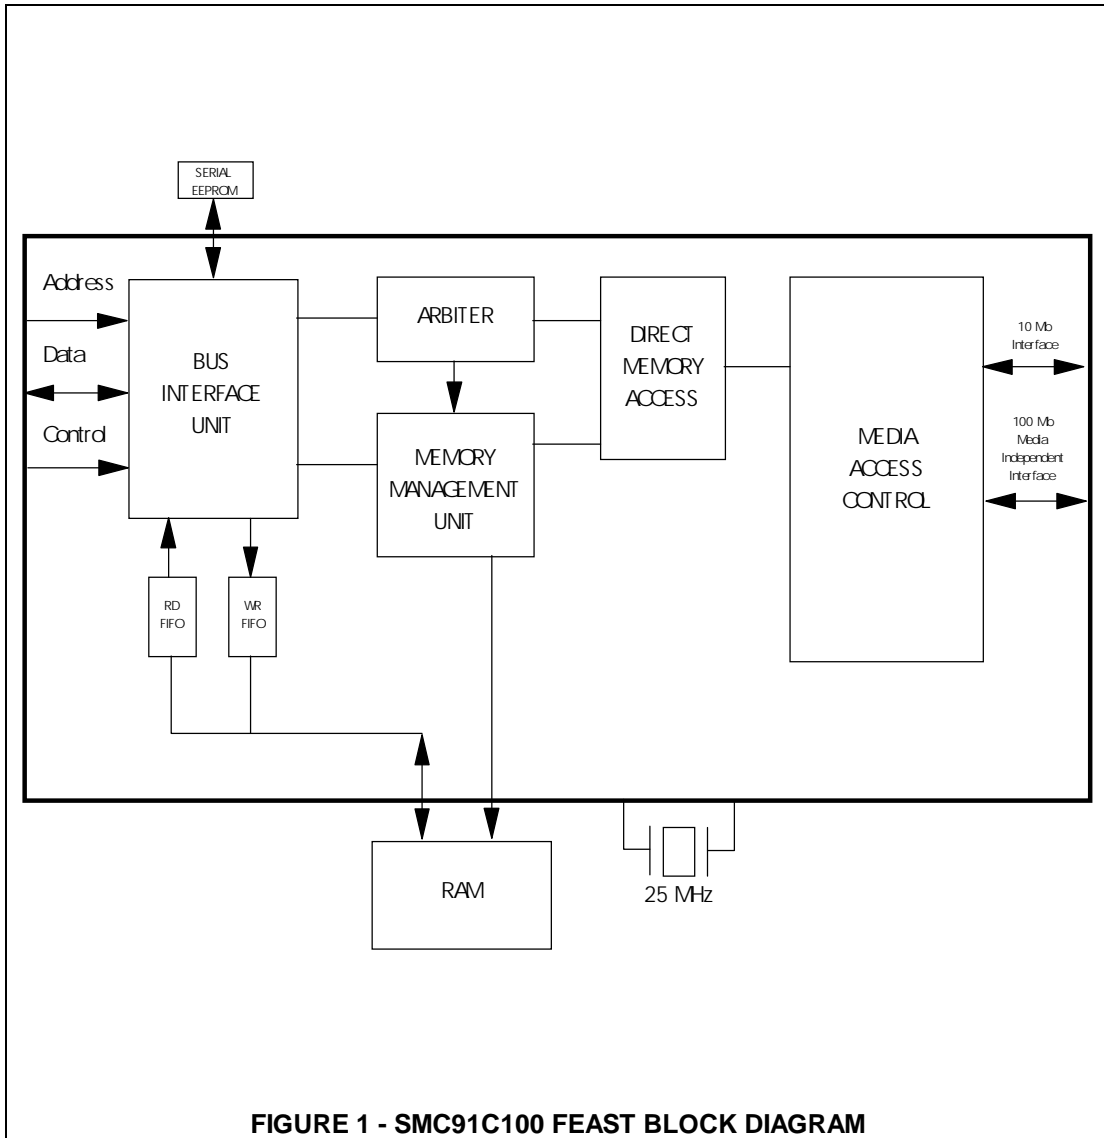 SERIAL
EEPROM
Address
Data
Control
BUS
INTERFACE
UNIT
ARBITER
MEMORY
MANAGEMENT
UNIT
DIRECT
MEMORY
ACCESS
MEDIA
ACCESS
CONTROL
10 Mb
Interface
100 Mb
Media
Independent
Interface
RD
FIFO
WR
FIFO
RAM
25 MHz
FIGURE 1 - SMC91C100 FEAST BLOCK DIAGRAM